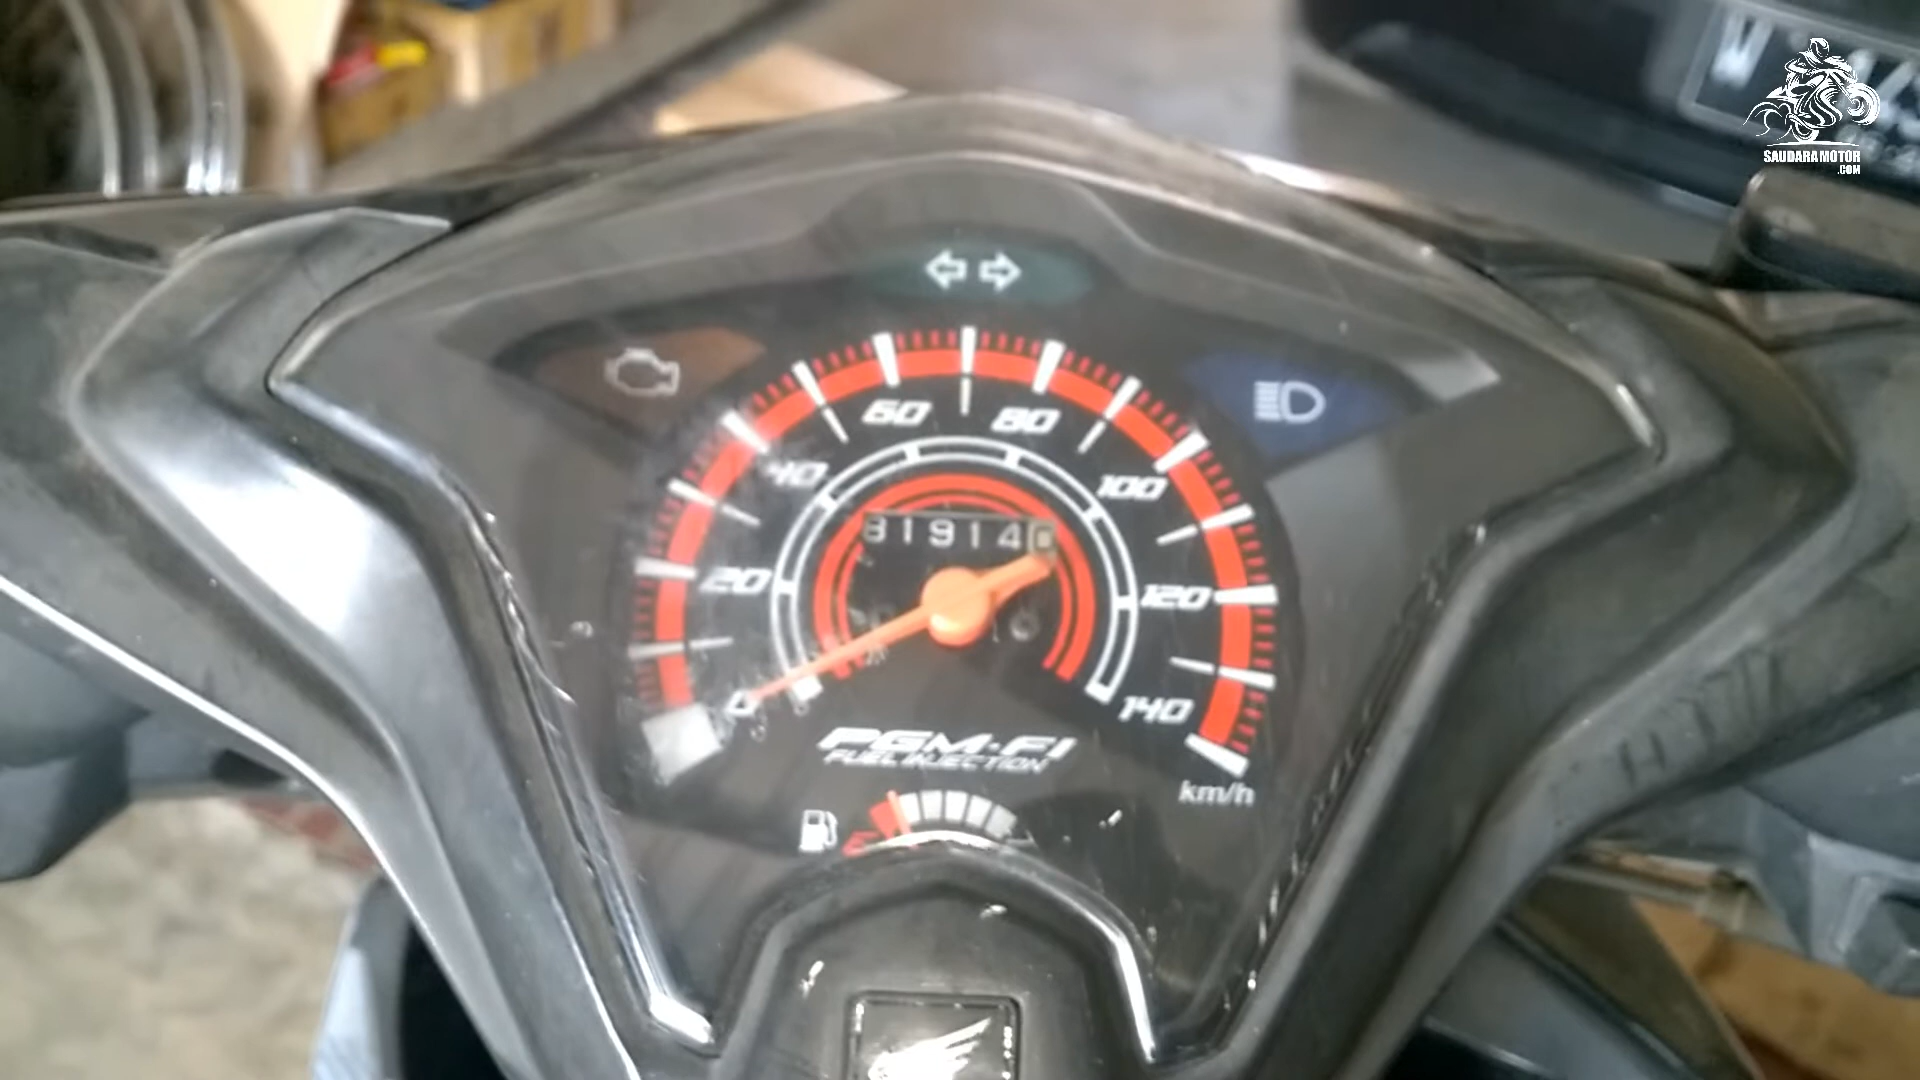 SAUDARAMOTOR
.COM
60 80
40 100
31914
20 120
0 140
PGM-FI
FUEL INJECTION
km/h